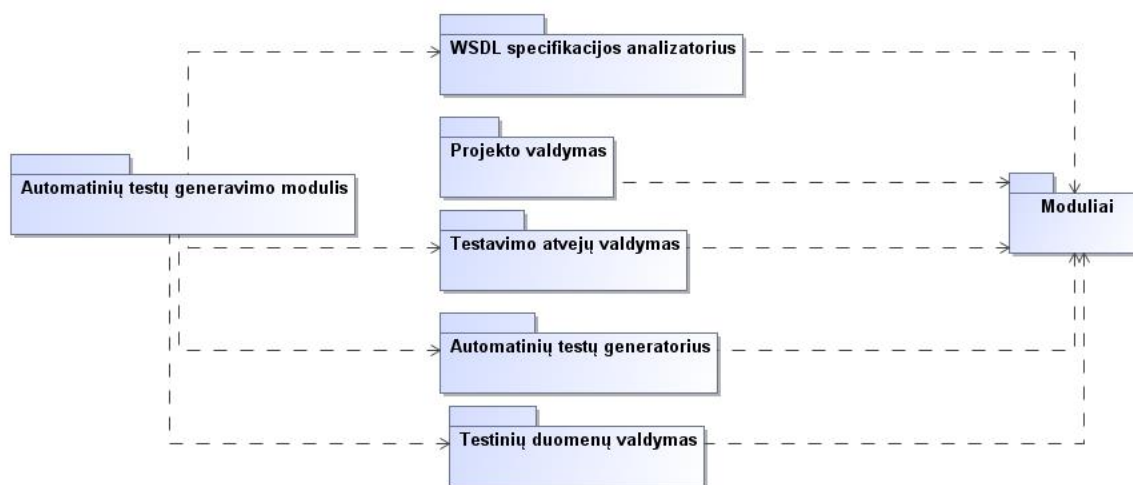 WSDL specifikacijos analizatorius
Projekto valdymas
Automatinių testų generavimo modulis
Moduliai
Testavimo atvejų valdymas
Automatinių testų generatorius
Testinių duomenų valdymas